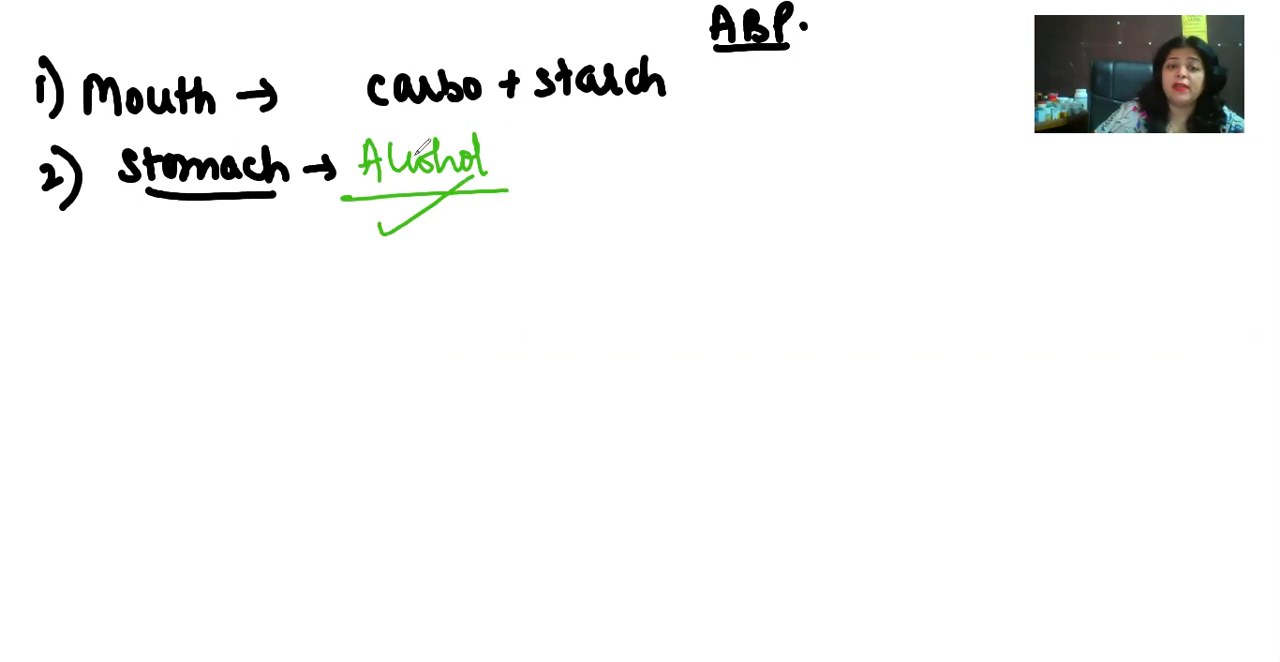 ABP.
1) Mouth → carbo + starch
2) Stomach → Alcohol